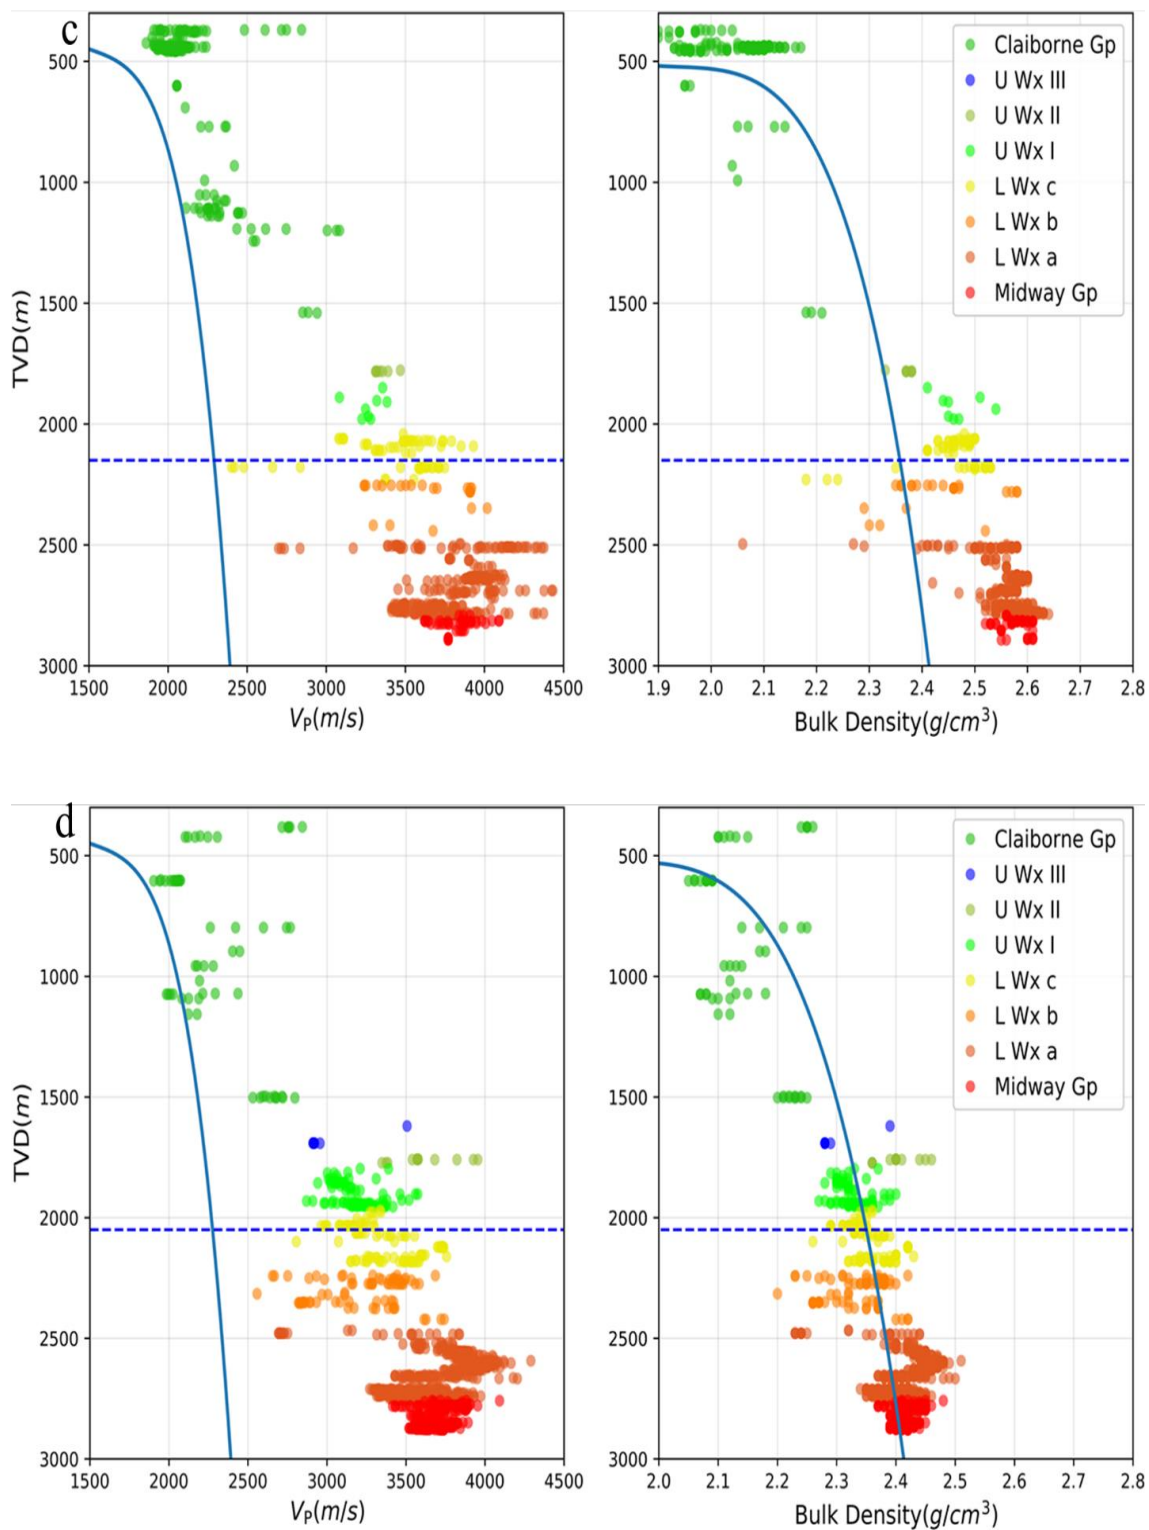 c
500
1000
1500
2000
2500
3000
TVD(m)
1500 2000 2500 3000 3500 4000 4500
VP(m/s)
500
1000
1500
2000
2500
3000
1.9 2.0 2.1 2.2 2.3 2.4 2.5 2.6 2.7 2.8
Bulk Density(g/cm³)
Claiborne Gp
U Wx III
U Wx II
U Wx I
L Wx c
L Wx b
L Wx a
Midway Gp
d
500
1000
1500
2000
2500
3000
TVD(m)
1500 2000 2500 3000 3500 4000 4500
VP(m/s)
500
1000
1500
2000
2500
3000
2.0 2.1 2.2 2.3 2.4 2.5 2.6 2.7 2.8
Bulk Density(g/cm³)
Claiborne Gp
U Wx III
U Wx II
U Wx I
L Wx c
L Wx b
L Wx a
Midway Gp